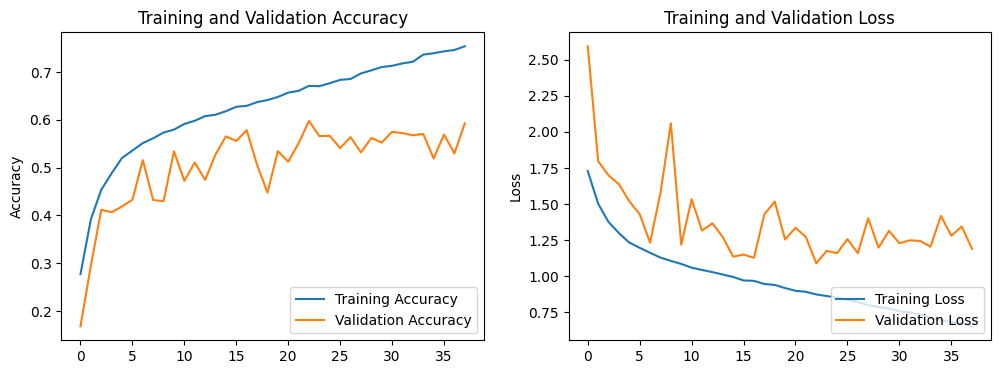 Training and Validation Accuracy
Accuracy
0.7
0.6
0.5
0.4
0.3
0.2
0 5 10 15 20 25 30 35
Training Accuracy
Validation Accuracy
Training and Validation Loss
Loss
2.50
2.25
2.00
1.75
1.50
1.25
1.00
0.75
0 5 10 15 20 25 30 35
Training Loss
Validation Loss